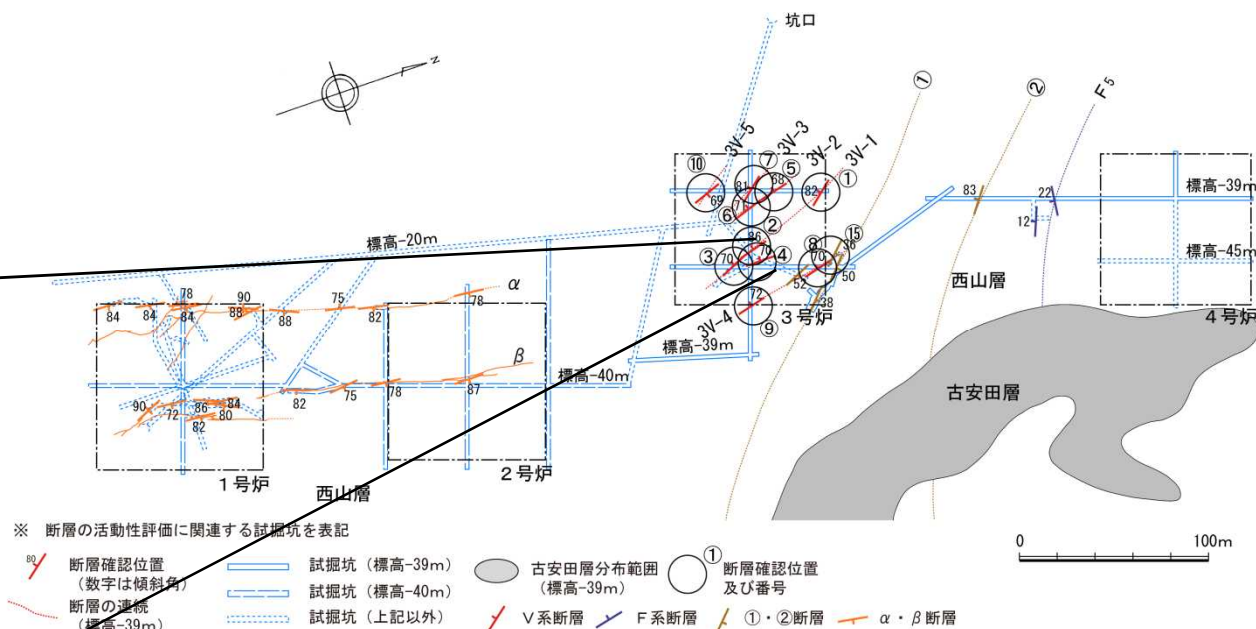 坑口
N
①
②
F5
3V-5
3V-3
3V-2
3V-1
⑩
⑦
⑤
①
69
81
68
82
⑥
7
②
86
③
70
70
④
⑧
70
⑮
36
50
52
38
72
3V-4
⑨
3号炉
83
22
12
標高-39m
標高-45m
4号炉
西山層
古安田層
標高-20m
標高-39m
標高-40m
78
84
84
84
90
88
88
75
82
78
α
β
90
72
86
84
80
82
82
75
78
87
1号炉
2号炉
西山層
0
100m
※ 断層の活動性評価に関連する試掘坑を表記
80
断層確認位置
(数字は傾斜角)
断層の連続
(標高-39m)
試掘坑(標高-39m)
試掘坑(標高-40m)
試掘坑(上記以外)
古安田層分布範囲
(標高-39m)
①
断層確認位置
及び番号
V系断層
F系断層
①・②断層
α・β断層